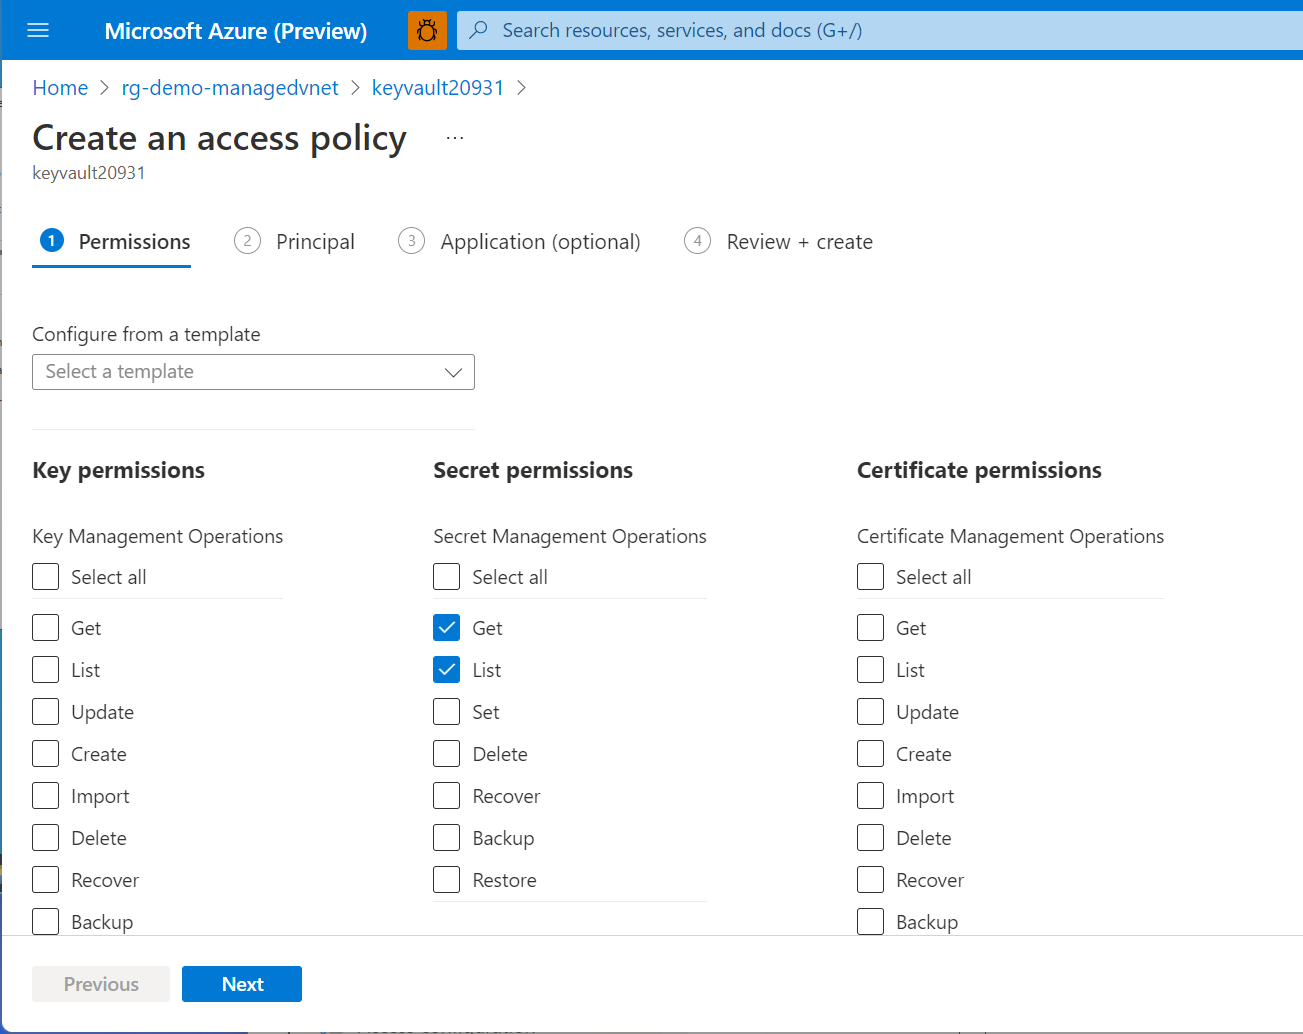 Microsoft Azure (Preview)
Search resources, services, and docs (G+/)
Home > rg-demo-managedvnet > keyvault20931 >
Create an access policy ...
keyvault20931
1 Permissions
2 Principal
3 Application (optional)
4 Review + create
Configure from a template
Select a template
Key permissions
Key Management Operations
Select all
Get
List
Update
Create
Import
Delete
Recover
Backup
Secret permissions
Secret Management Operations
Select all
Get
List
Set
Delete
Recover
Backup
Restore
Certificate permissions
Certificate Management Operations
Select all
Get
List
Update
Create
Import
Delete
Recover
Backup
Previous
Next